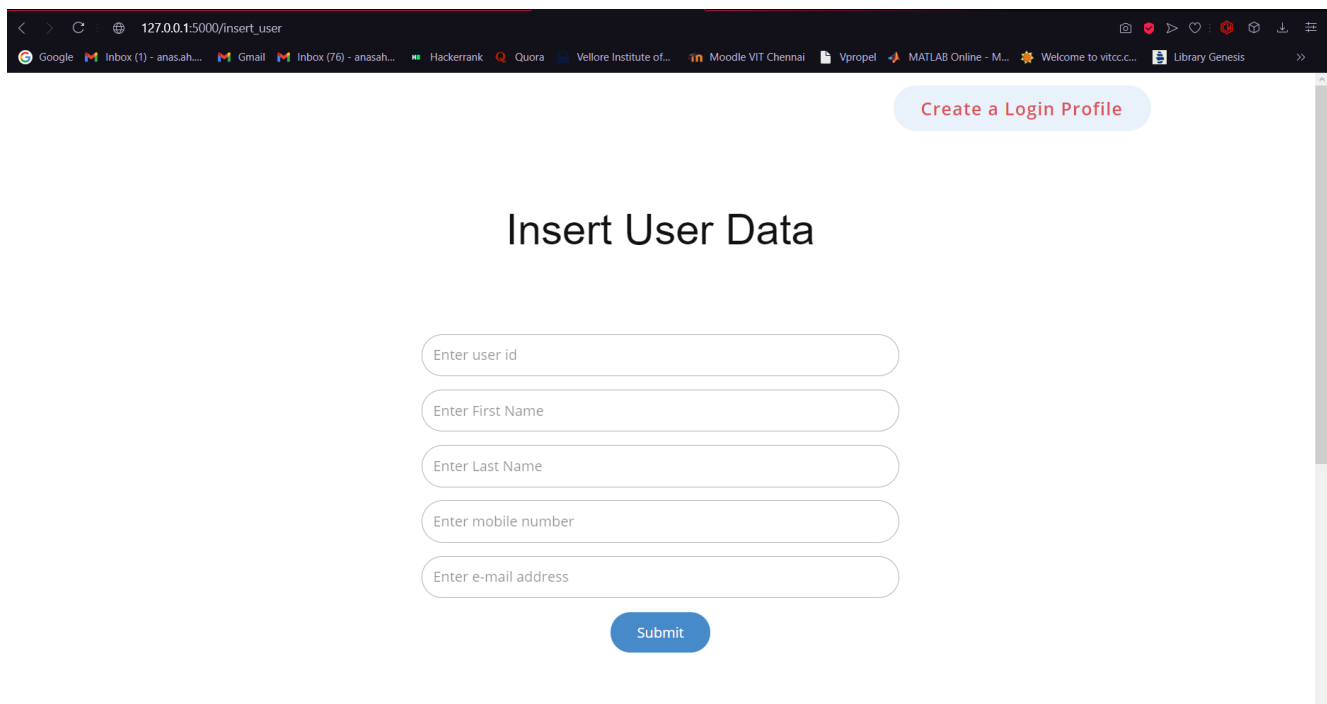 127.0.0.1:5000/insert_user
Google Inbox (1) - anas.ah... Gmail Inbox (76) - anasah... Hackerrank Quora Vellore Institute of... Moodle VIT Chennai Vpropel MATLAB Online - M... Welcome to vitcc.c... Library Genesis »
Create a Login Profile
Insert User Data
Enter user id
Enter First Name
Enter Last Name
Enter mobile number
Enter e-mail address
Submit